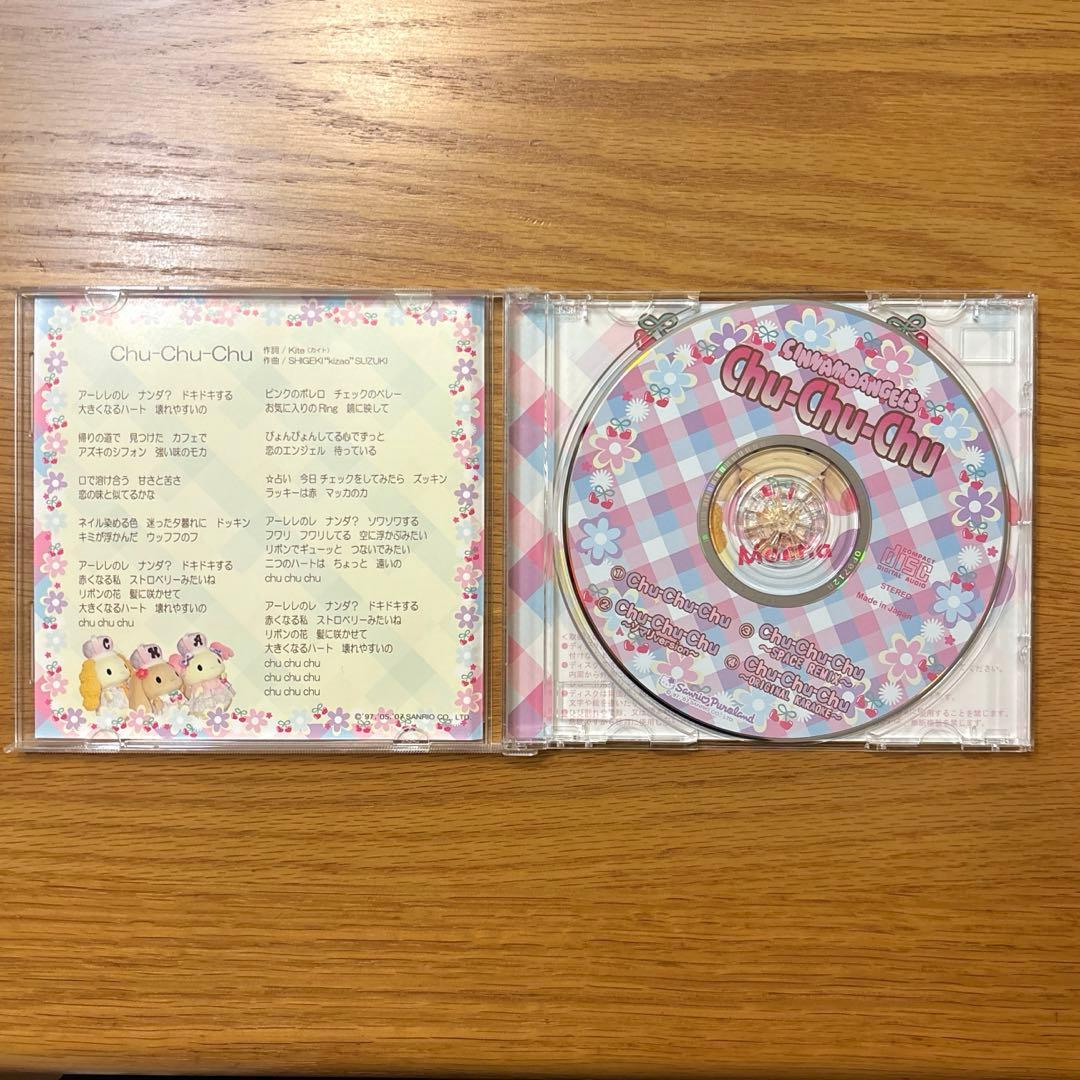 Chu-Chu-Chu
作詞 / Kite (カイト)
作曲 / SHIGEKI "kizao" SUZUKI
アーレレのレ ナンダ? ドキドキする
大きくなるハート 壊れやすいの
帰りの道で 見つけた カフェで
アズキのシフォン 強い味のモカ
口で溶け合う 甘さと苦さ
恋の味と似てるかな
ネイル染める色 迷った夕暮れに ドッキン
キミが浮かんだ ウッフフのフ
アーレレのレ ナンダ? ドキドキする
赤くなる私 ストロベリーみたいね
リボンの花 髪に咲かせて
大きくなるハート 壊れやすいの
chu chu chu
ピンクのボレロ チェックのベレー
お気に入りのRing 鏡に映して
ぴょんぴょんしてる心でずっと
恋のエンジェル 待っている
☆占い 今日チェックをしてみたら ズッキン
ラッキーは赤 マッカのカ
アーレレのレ ナンダ? ソワソワする
フワリ フワリしてる 空に浮かぶみたい
リボンでギューッと つないでみたい
二つのハートは ちょっと 遠いの
chu chu chu
アーレレのレ ナンダ? ドキドキする
赤くなる私 ストロベリーみたいね
リボンの花 髪に咲かせて
大きくなるハート 壊れやすいの
chu chu chu
chu chu chu
chu chu chu
C M A
©'97,'05,'07 SANRIO CO., LTD.
CINNAMOANGELS
Chu-Chu-Chu
COMPACT
disc
DIGITAL AUDIO
STEREO
Made in Japan
① Chu-Chu-Chu
② Chu-Chu-Chu
③ Chu-Chu-Chu
～SPACE REMIX～
④ Chu-Chu-Chu
～ORIGINAL KARAOKE～
Sanrio Puroland